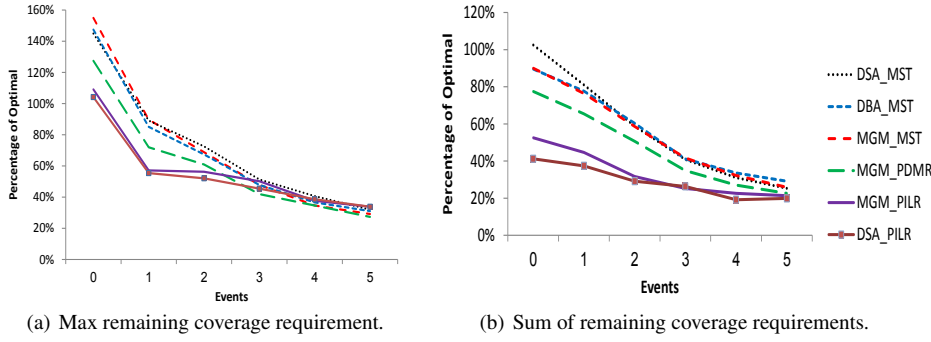 160%
140%
120%
100%
80%
60%
40%
20%
0%
Percentage of Optimal
0 1 2 3 4 5
Events
(a) Max remaining coverage requirement.
120%
100%
80%
60%
40%
20%
0%
Percentage Of Optimal
0 1 2 3 4 5
Events
DSA_MST
DBA_MST
MGM_MST
MGM_PDMR
MGM_PILR
DSA_PILR
(b) Sum of remaining coverage requirements.